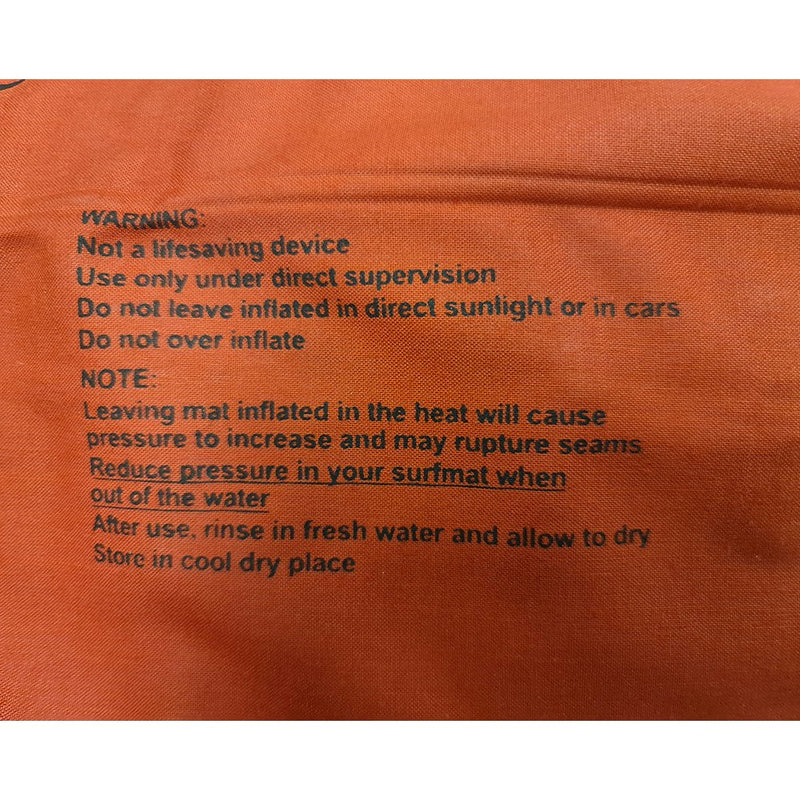 WARNING:
Not a lifesaving device
Use only under direct supervision
Do not leave inflated in direct sunlight or in cars
Do not over inflate
NOTE:
Leaving mat inflated in the heat will cause
pressure to increase and may rupture seams
Reduce pressure in your surfmat when
out of the water
After use, rinse in fresh water and allow to dry
Store in cool dry place